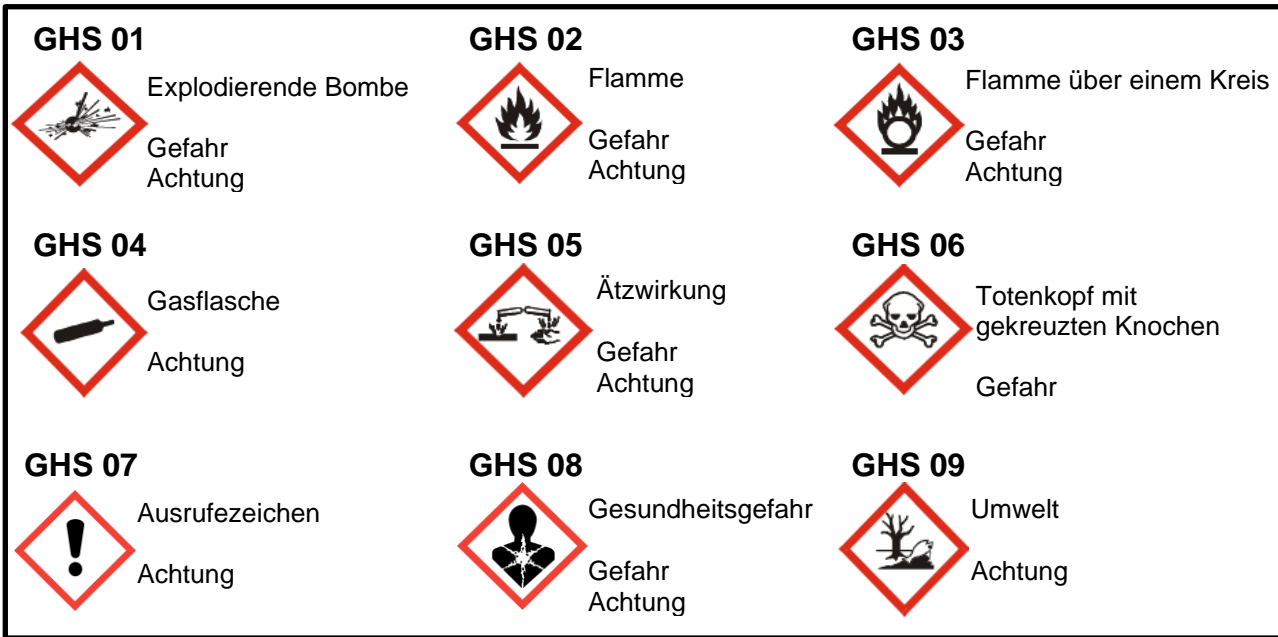 GHS 01
Explodierende Bombe
Gefahr
Achtung
GHS 02
Flamme
Gefahr
Achtung
GHS 03
Flamme über einem Kreis
Gefahr
Achtung
GHS 04
Gasflasche
Achtung
GHS 05
Ätzwirkung
Gefahr
Achtung
GHS 06
Totenkopf mit
gekreuzten Knochen
Gefahr
GHS 07
Ausrufezeichen
Achtung
GHS 08
Gesundheitsgefahr
Gefahr
Achtung
GHS 09
Umwelt
Achtung